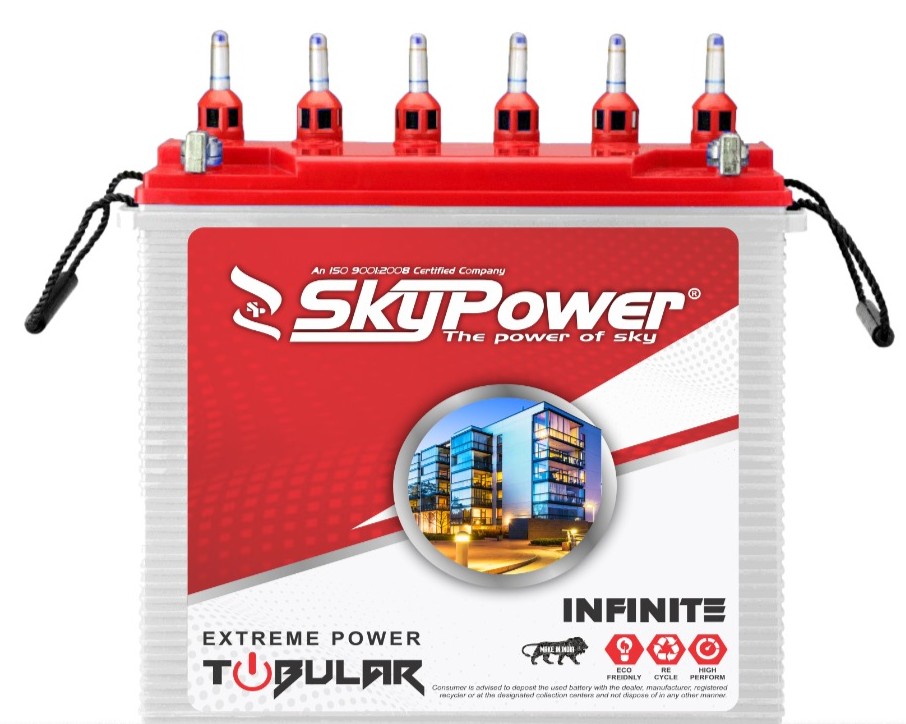 An ISO 9001:2008 Certified Company
S+P
SKYPOWER®
The power of sky
INFINITE
EXTREME POWER
TUBULAR
MAKE IN INDIA
ECO
FREIDNLY
RE
CYCLE
HIGH
PERFORM
Consumer is advised to deposit the used battery with the dealer, manufacturer, registered
recycler or at the designated collection centers and not dispose of in any other manner.